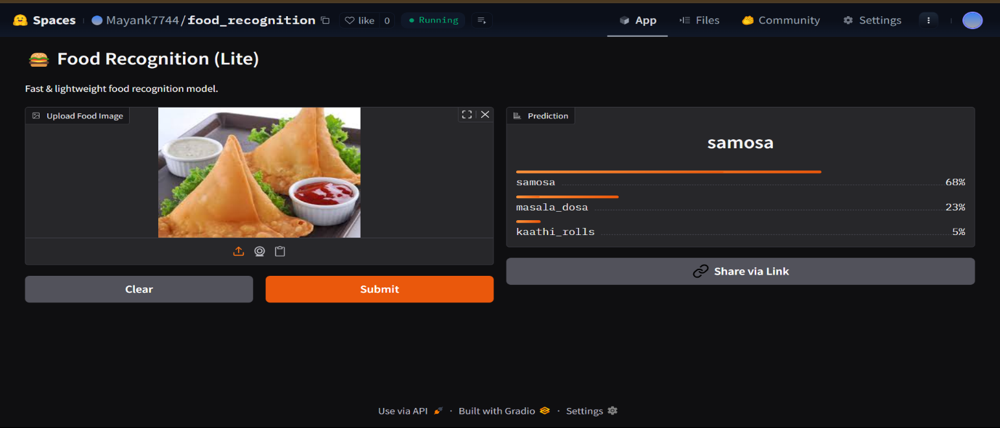 Spaces Mayank7744/food_recognition like 0 Running App Files Community Settings
Food Recognition (Lite)
Fast & lightweight food recognition model.
Upload Food Image
Prediction
samosa
samosa 68%
masala_dosa 23%
kaathi_rolls 5%
Clear
Submit
Share via Link
Use via API · Built with Gradio · Settings